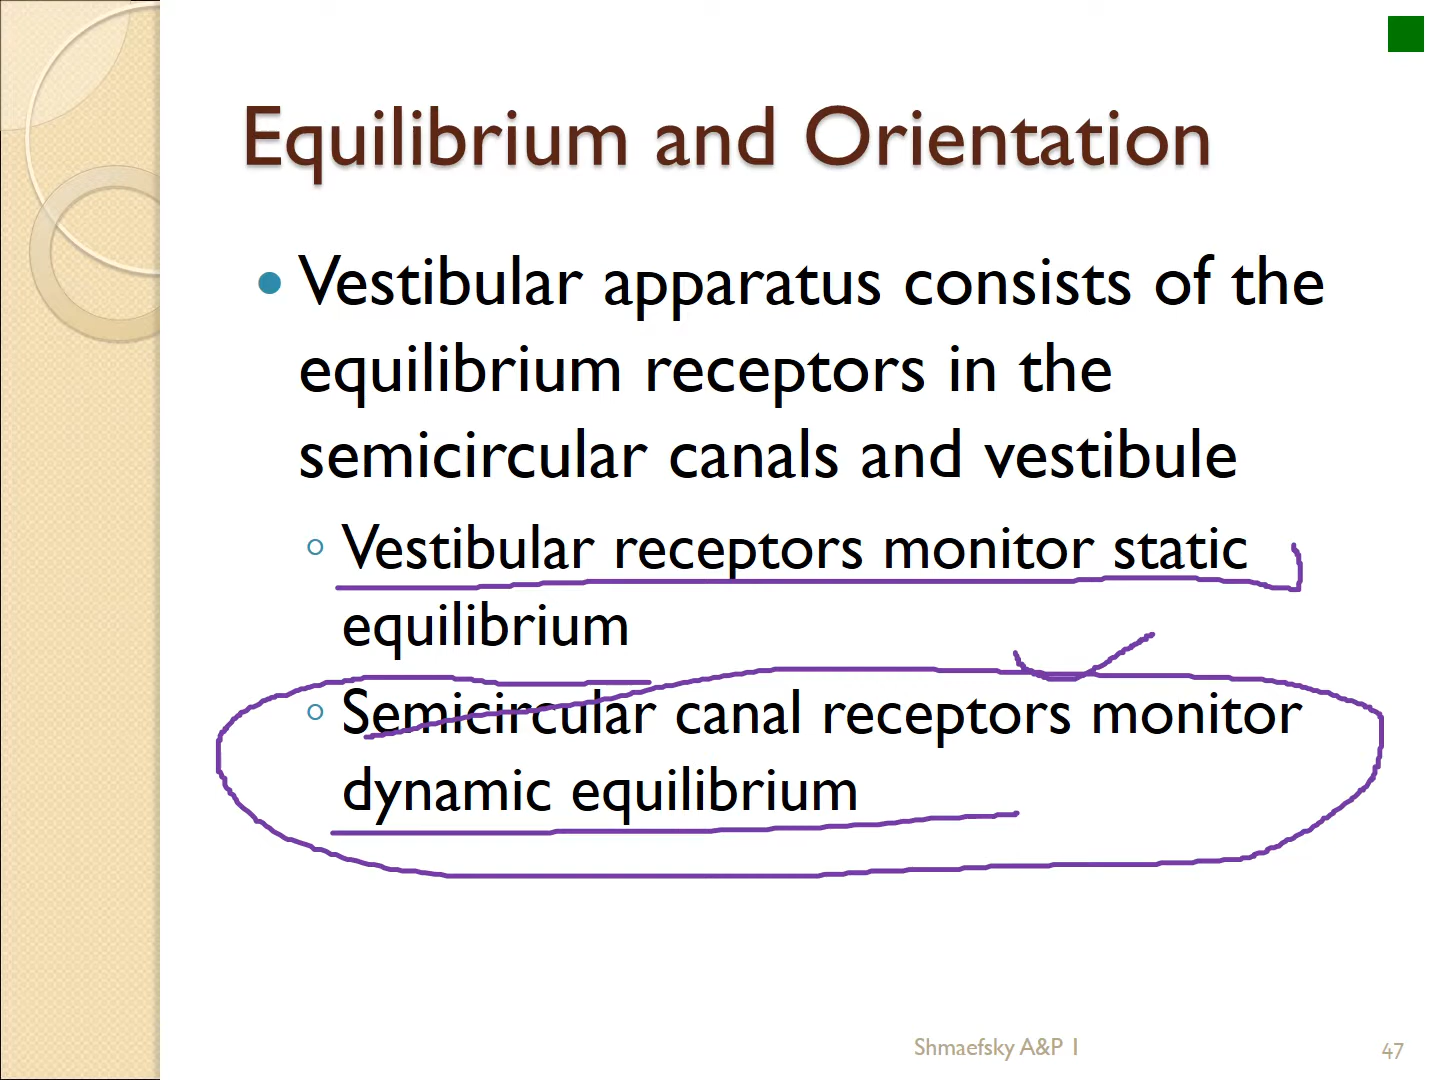 Equilibrium and Orientation
Vestibular apparatus consists of the
equilibrium receptors in the
semicircular canals and vestibule
Vestibular receptors monitor static
equilibrium
Semicircular canal receptors monitor
dynamic equilibrium
Shmaefsky A&P 1
47